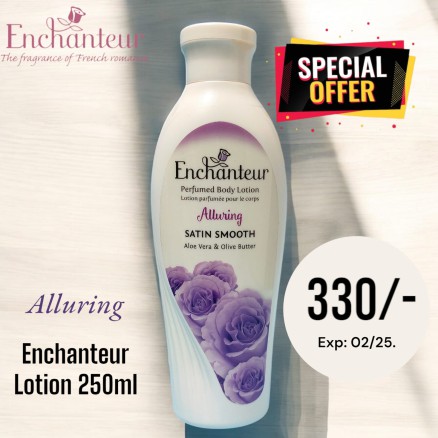 Enchanteur
The fragrance of French romance
SPECIAL
OFFER
Enchanteur
Perfumed Body Lotion
Lotion parfumée pour le corps
Alluring
SATIN SMOOTH
Aloe Vera & Olive Butter
330/-
Exp: 02/25.
Alluring
Enchanteur
Lotion 250ml